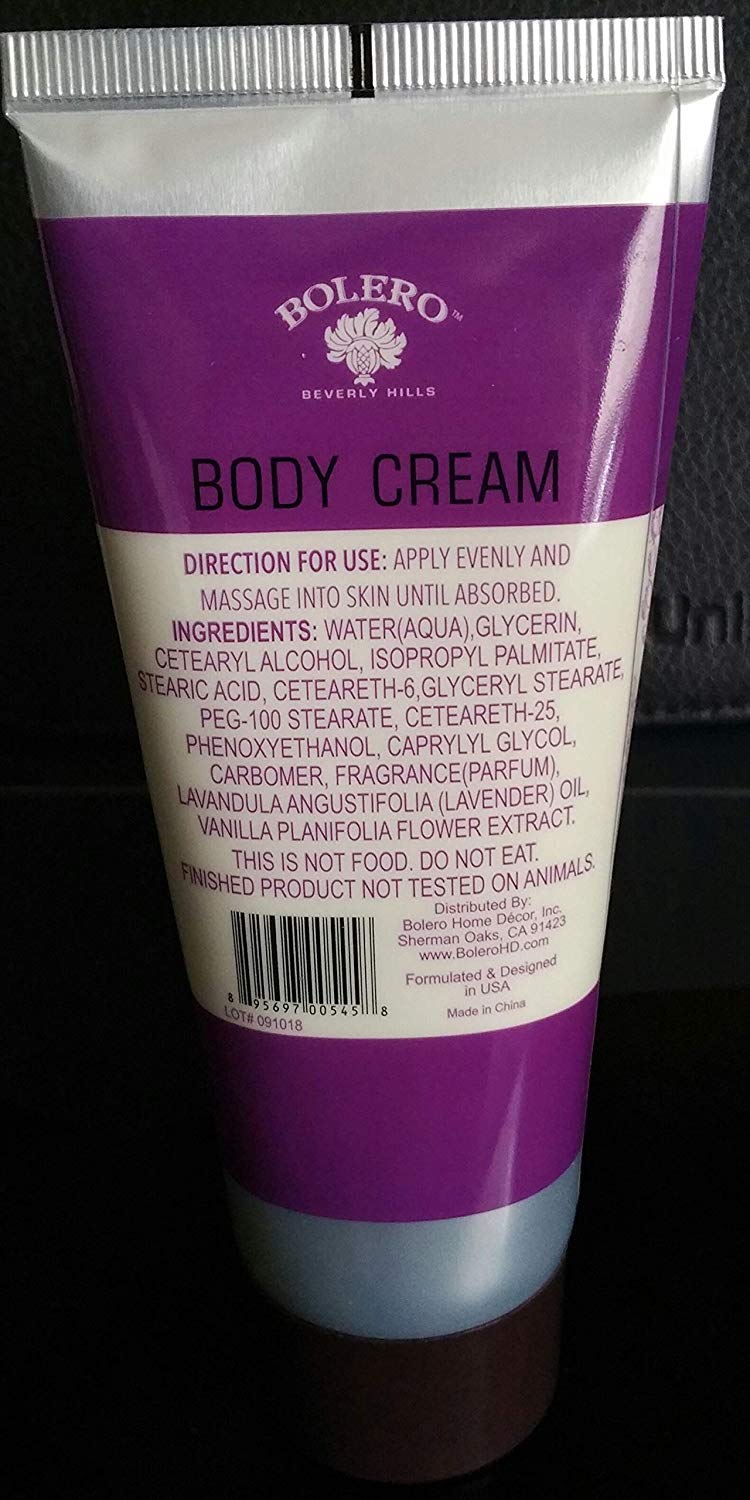 BOLERO™
BEVERLY HILLS
BODY CREAM
DIRECTION FOR USE: APPLY EVENLY AND
MASSAGE INTO SKIN UNTIL ABSORBED.
INGREDIENTS: WATER(AQUA),GLYCERIN,
CETEARYL ALCOHOL, ISOPROPYL PALMITATE,
STEARIC ACID, CETEARETH-6,GLYCERYL STEARATE,
PEG-100 STEARATE, CETEARETH-25,
PHENOXYETHANOL, CAPRYLYL GLYCOL,
CARBOMER, FRAGRANCE(PARFUM),
LAVANDULA ANGUSTIFOLIA (LAVENDER) OIL,
VANILLA PLANIFOLIA FLOWER EXTRACT.
THIS IS NOT FOOD. DO NOT EAT.
FINISHED PRODUCT NOT TESTED ON ANIMALS.
Distributed By:
Bolero Home Décor, Inc.
Sherman Oaks, CA 91423
www.BoleroHD.com
Formulated & Designed
in USA
Made in China
8 95697 00545 8
LOT# 091018